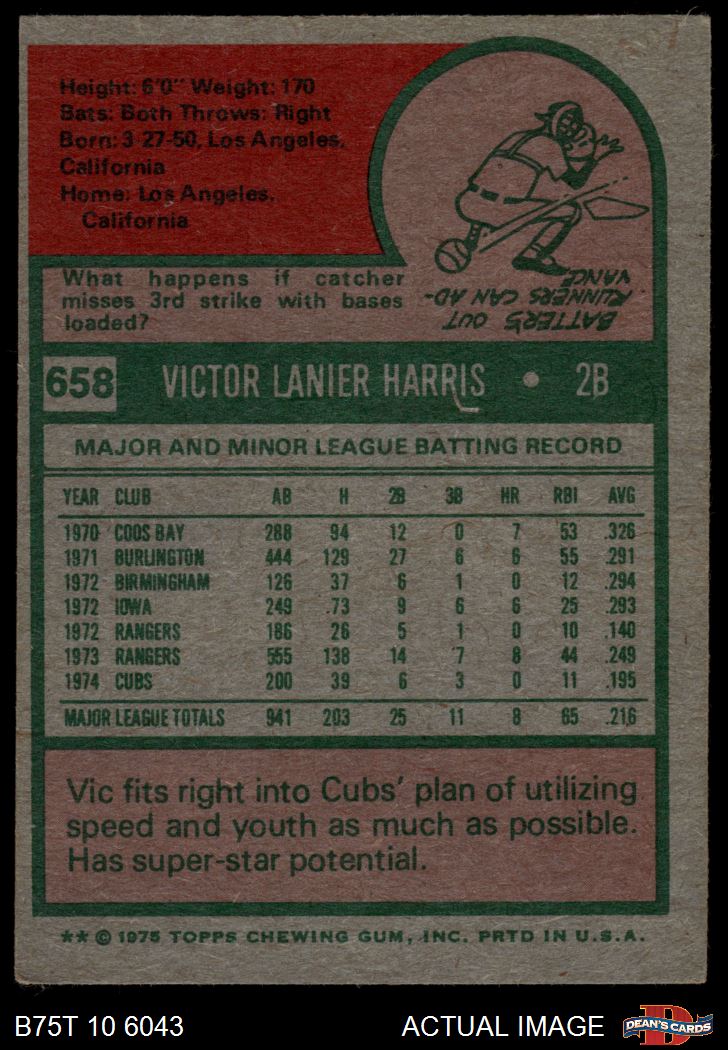 Height: 6'0" Weight: 170
Bats: Both Throws: Right
Born: 3-27-50, Los Angeles,
California
Home: Los Angeles,
California
What happens if catcher
misses 3rd strike with bases
loaded?
BATTER'S OUT
RUNNERS CAN AD-
VANCE
658 VICTOR LANIER HARRIS • 2B
MAJOR AND MINOR LEAGUE BATTING RECORD
YEAR CLUB AB H 2B 3B HR RBI AVG
1970 COOS BAY 288 94 12 0 7 53 .326
1971 BURLINGTON 444 129 27 6 6 55 .291
1972 BIRMINGHAM 126 37 6 1 0 12 .294
1972 IOWA 249 .73 9 6 6 25 .293
1972 RANGERS 186 26 5 1 0 10 .140
1973 RANGERS 555 138 14 7 8 44 .249
1974 CUBS 200 39 6 3 0 11 .195
MAJOR LEAGUE TOTALS 941 203 25 11 8 65 .216
Vic fits right into Cubs' plan of utilizing
speed and youth as much as possible.
Has super-star potential.
** © 1975 TOPPS CHEWING GUM, INC. PRTD IN U.S.A.
B75T 10 6043 ACTUAL IMAGE
D
DEAN'S CARDS